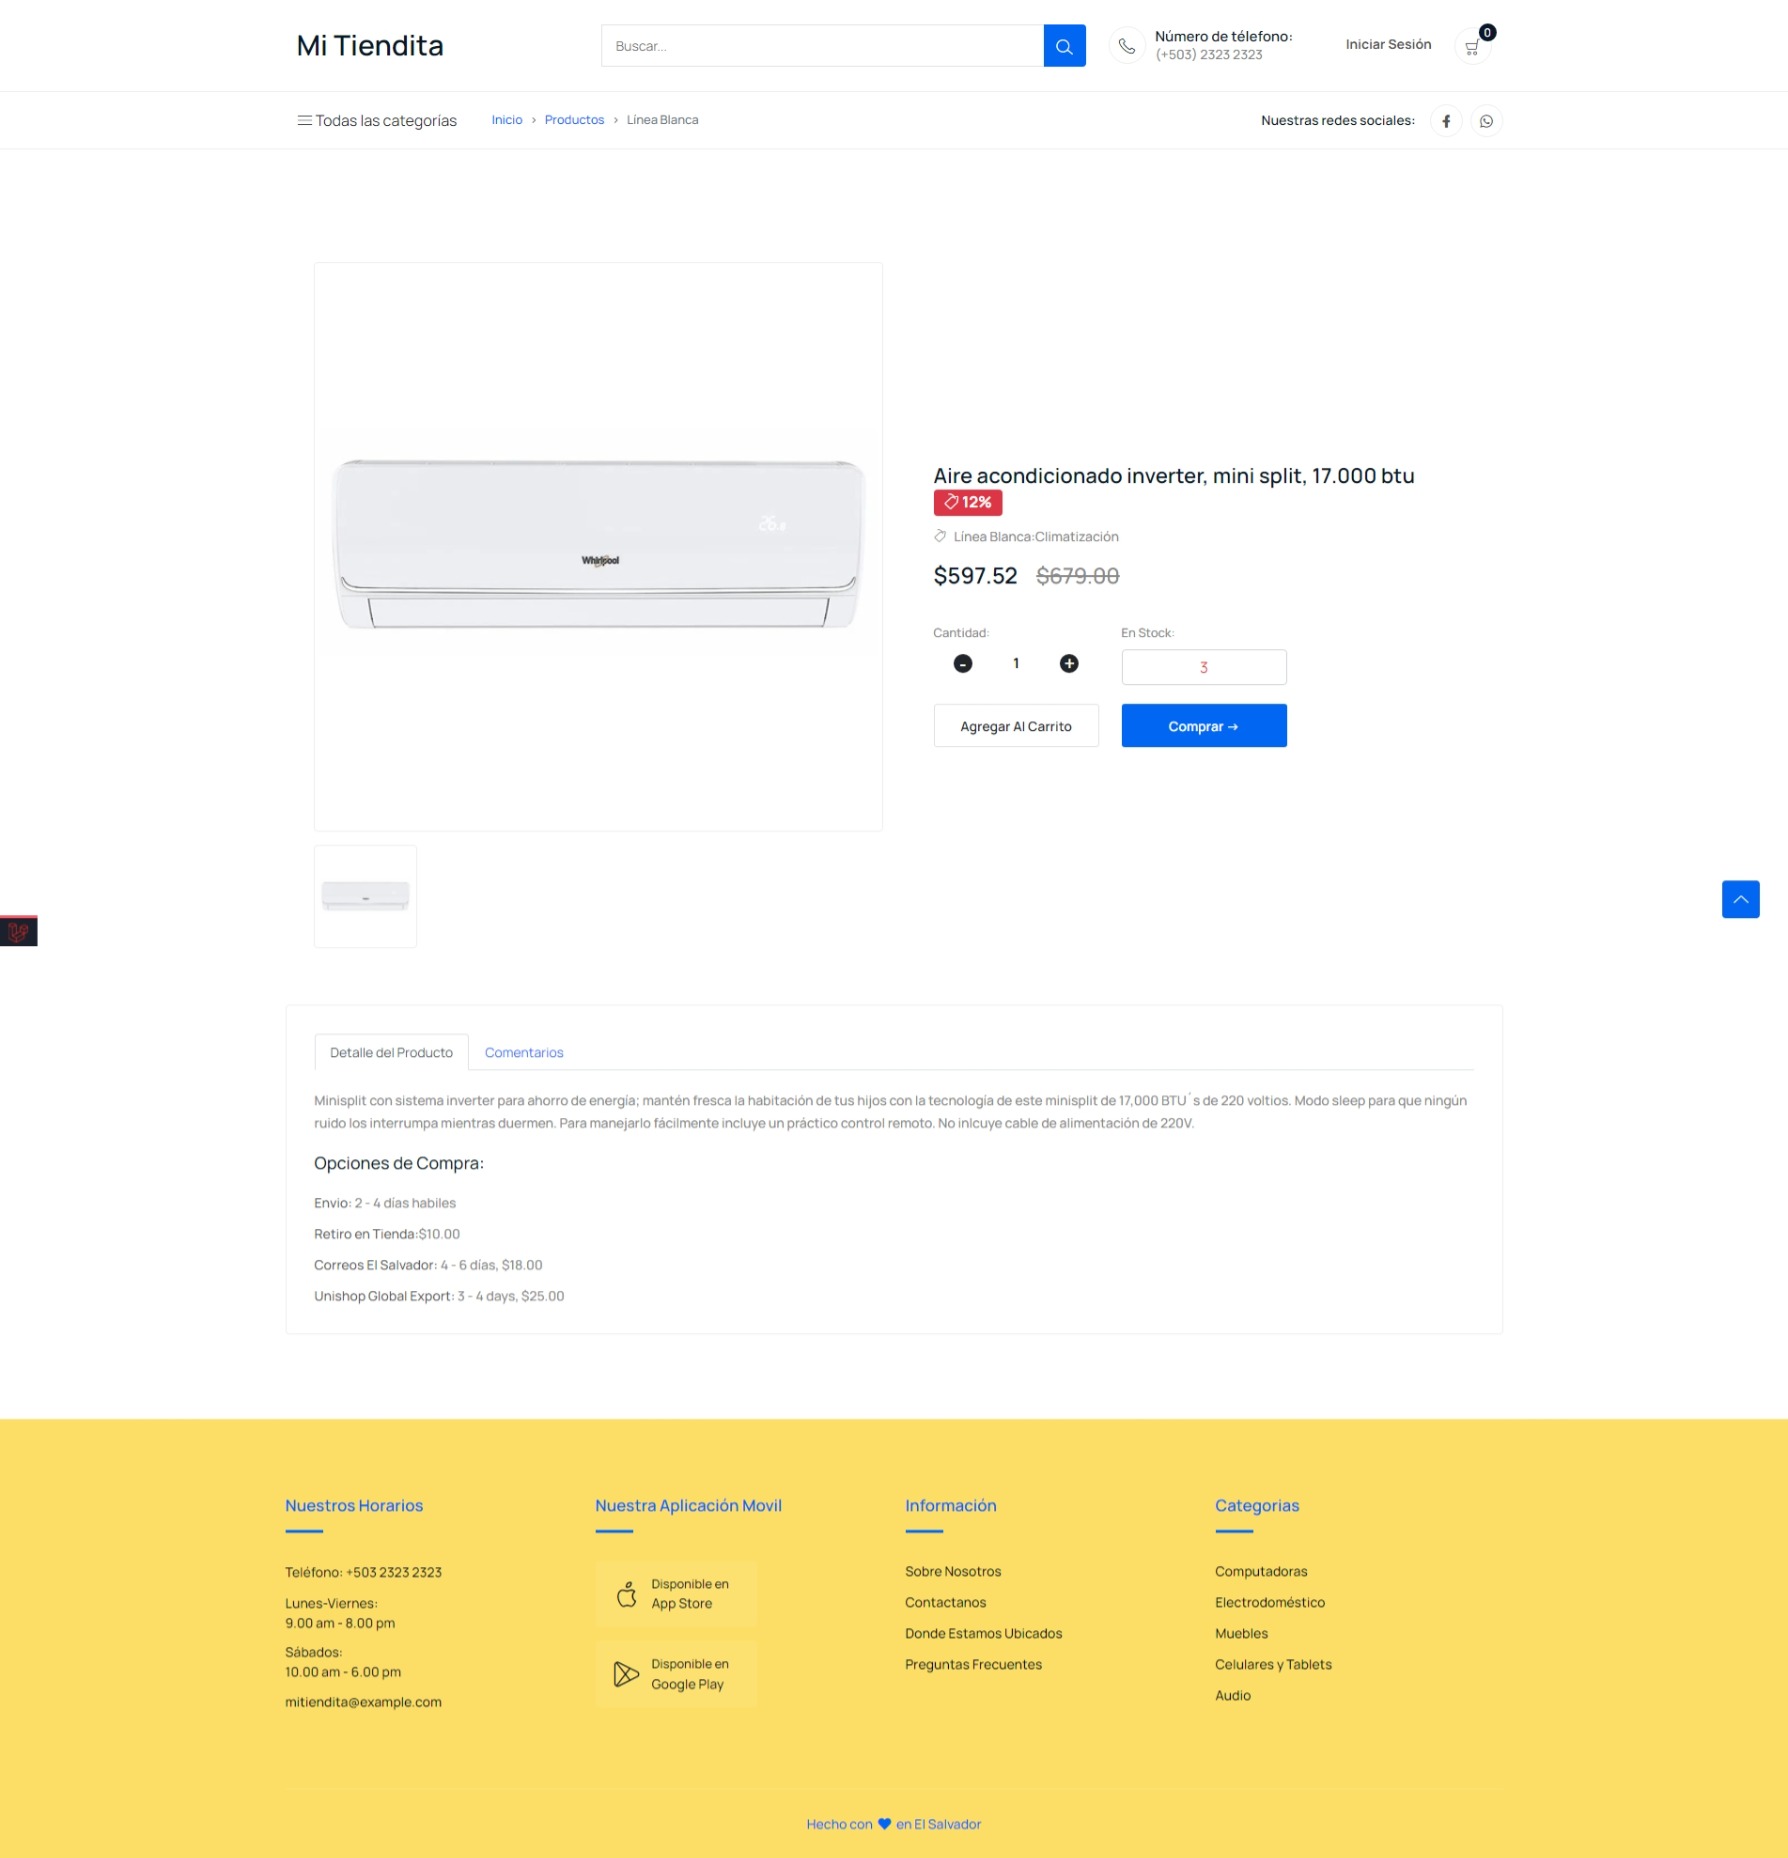 Mi Tiendita
Buscar...
Número de télefono:
(+503) 2323 2323
Iniciar Sesión
0
Todas las categorías
Inicio › Productos › Línea Blanca
Nuestras redes sociales:
Whirlpool
Aire acondicionado inverter, mini split, 17.000 btu
12%
Línea Blanca:Climatización
$597.52 $679.00
Cantidad:
En Stock:
- 1 +
3
Agregar Al Carrito
Comprar →
Detalle del Producto
Comentarios
Minisplit con sistema inverter para ahorro de energía; mantén fresca la habitación de tus hijos con la tecnología de este minisplit de 17,000 BTU´s de 220 voltios. Modo sleep para que ningún
ruido los interrumpa mientras duermen. Para manejarlo fácilmente incluye un práctico control remoto. No inlcuye cable de alimentación de 220V.
Opciones de Compra:
Envio: 2 - 4 días habiles
Retiro en Tienda:$10.00
Correos El Salvador: 4 - 6 días, $18.00
Unishop Global Export: 3 - 4 days, $25.00
Nuestros Horarios
Teléfono: +503 2323 2323
Lunes-Viernes:
9.00 am - 8.00 pm
Sábados:
10.00 am - 6.00 pm
mitiendita@example.com
Nuestra Aplicación Movil
Disponible en
App Store
Disponible en
Google Play
Información
Sobre Nosotros
Contactanos
Donde Estamos Ubicados
Preguntas Frecuentes
Categorias
Computadoras
Electrodoméstico
Muebles
Celulares y Tablets
Audio
Hecho con ♥ en El Salvador